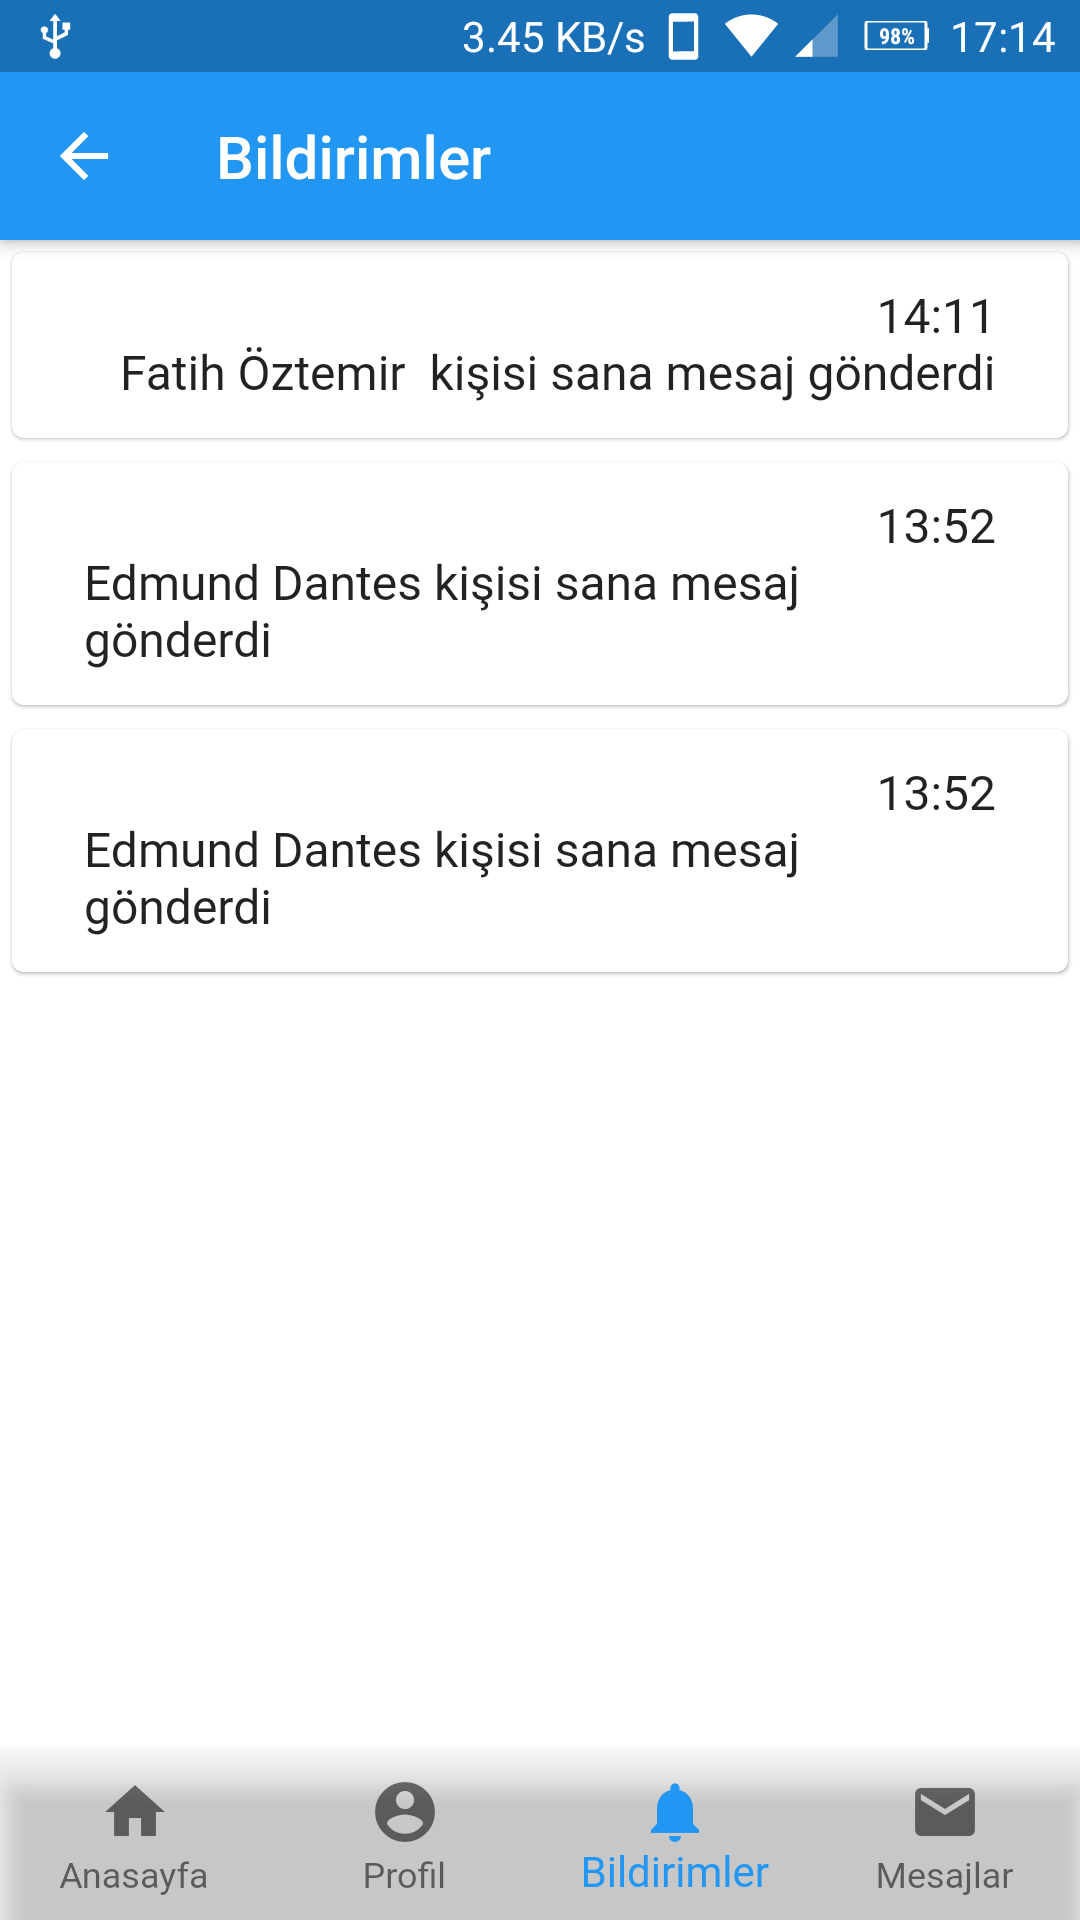 3.45 KB/s 98% 17:14
Bildirimler
14:11
Fatih Öztemir  kişisi sana mesaj gönderdi
13:52
Edmund Dantes kişisi sana mesaj
gönderdi
13:52
Edmund Dantes kişisi sana mesaj
gönderdi
Anasayfa Profil Bildirimler Mesajlar